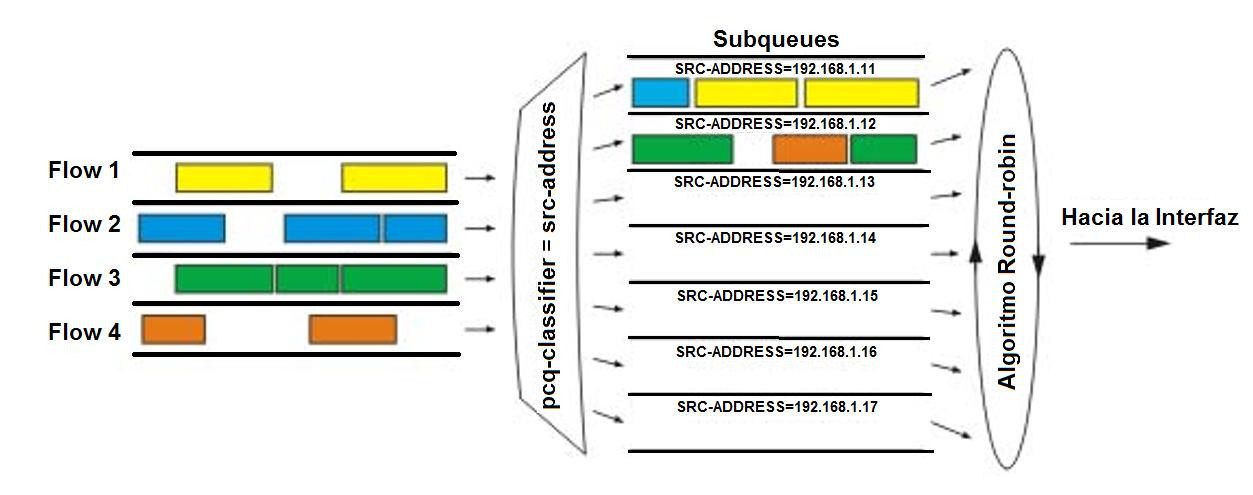 Subqueues
SRC-ADDRESS=192.168.1.11
SRC-ADDRESS=192.168.1.12
SRC-ADDRESS=192.168.1.13
SRC-ADDRESS=192.168.1.14
SRC-ADDRESS=192.168.1.15
SRC-ADDRESS=192.168.1.16
SRC-ADDRESS=192.168.1.17
Flow 1
Flow 2
Flow 3
Flow 4
pcq-classifier = src-address
Algoritmo Round-robin
Hacia la Interfaz